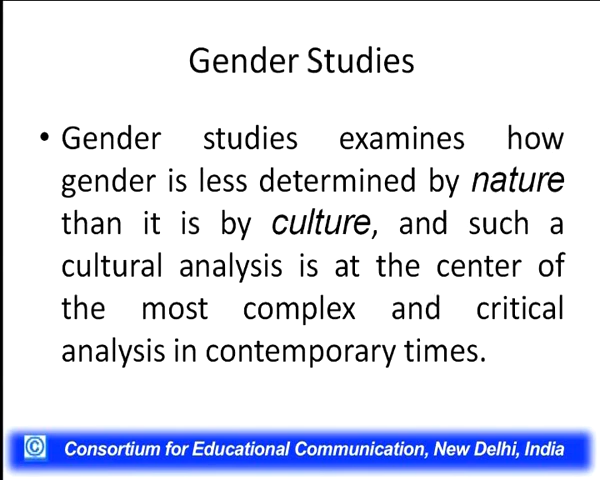 Gender Studies
• Gender studies examines how
gender is less determined by nature
than it is by culture, and such a
cultural analysis is at the center of
the most complex and critical
analysis in contemporary times.
© Consortium for Educational Communication, New Delhi, India